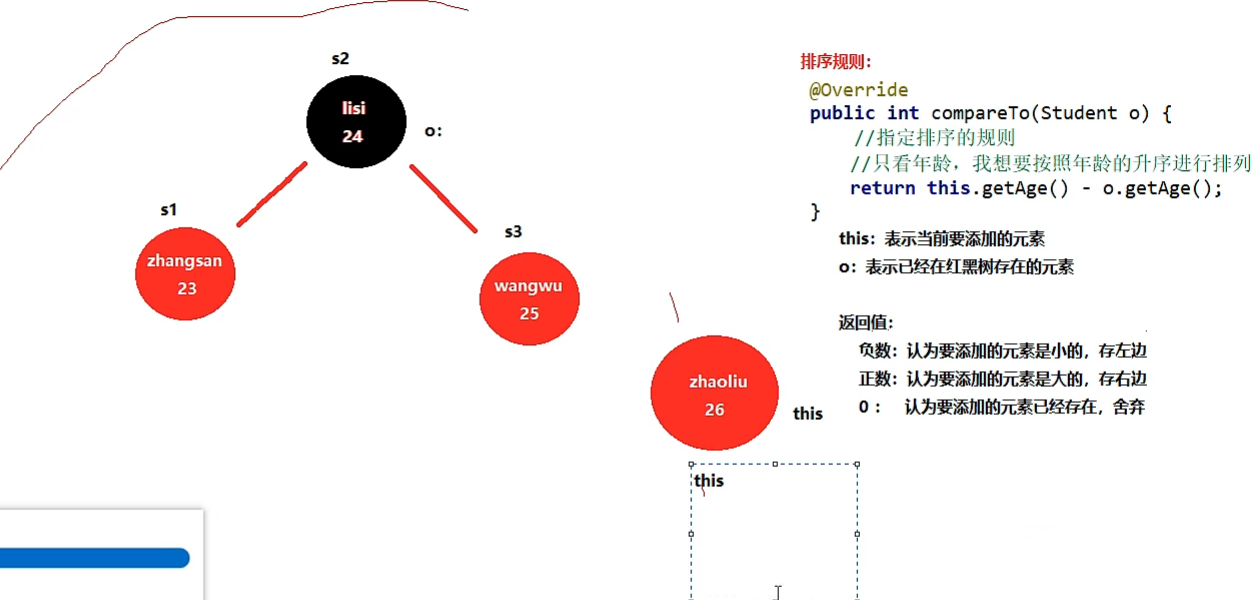 s2
lisi
24
o:
s1
zhangsan
23
s3
wangwu
25
zhaoliu
26
this
this
排序规则：
@Override
public int compareTo(Student o) {
//指定排序的规则
//只看年龄，我想要按照年龄的升序进行排列
return this.getAge() - o.getAge();
}
this：表示当前要添加的元素
o：表示已经在红黑树存在的元素
返回值：
负数：认为要添加的元素是小的，存左边
正数：认为要添加的元素是大的，存右边
0 ： 认为要添加的元素已经存在，舍弃